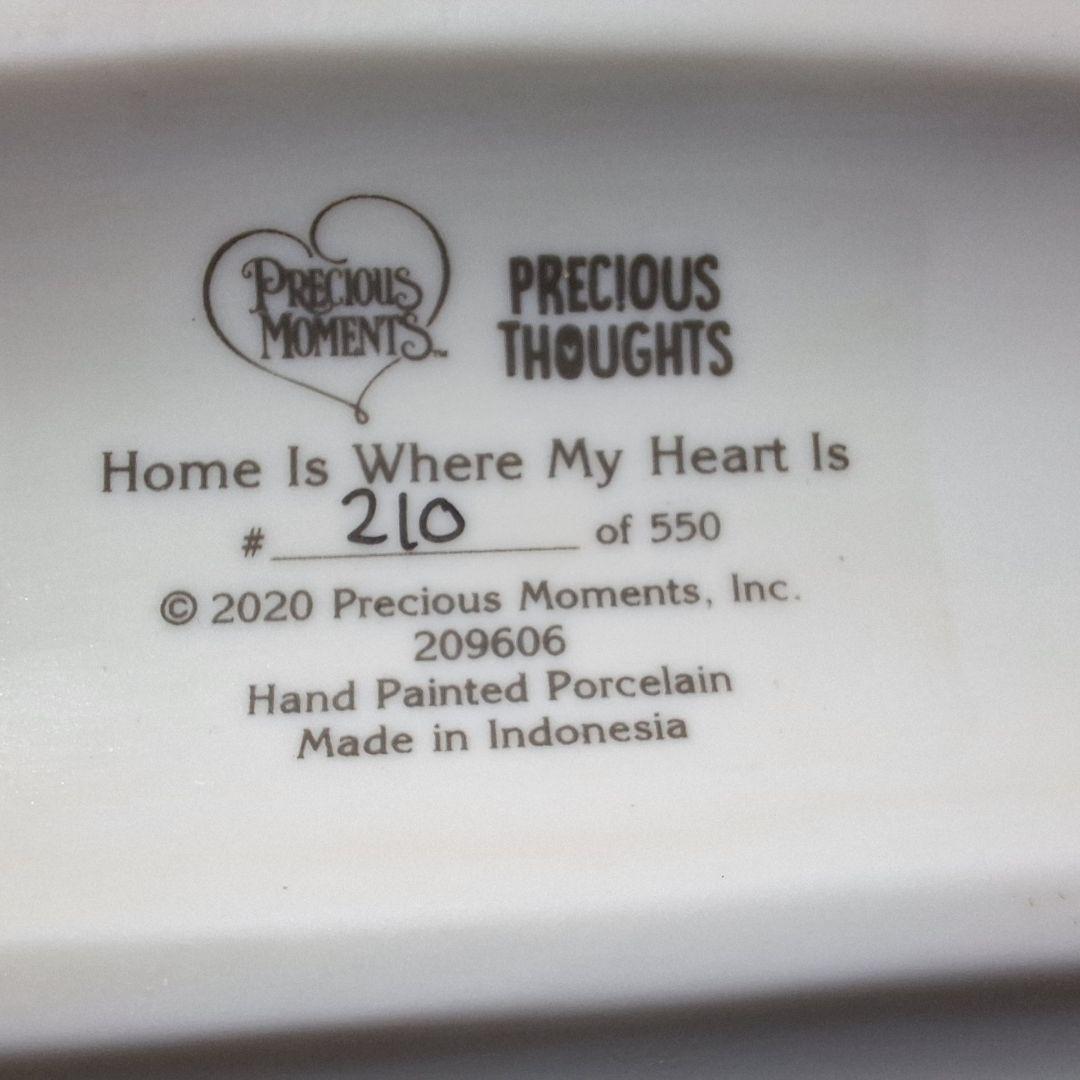 PRECIOUS
MOMENTS™
PRECIOUS
THOUGHTS
Home Is Where My Heart Is
# 210 of 550
© 2020 Precious Moments, Inc.
209606
Hand Painted Porcelain
Made in Indonesia